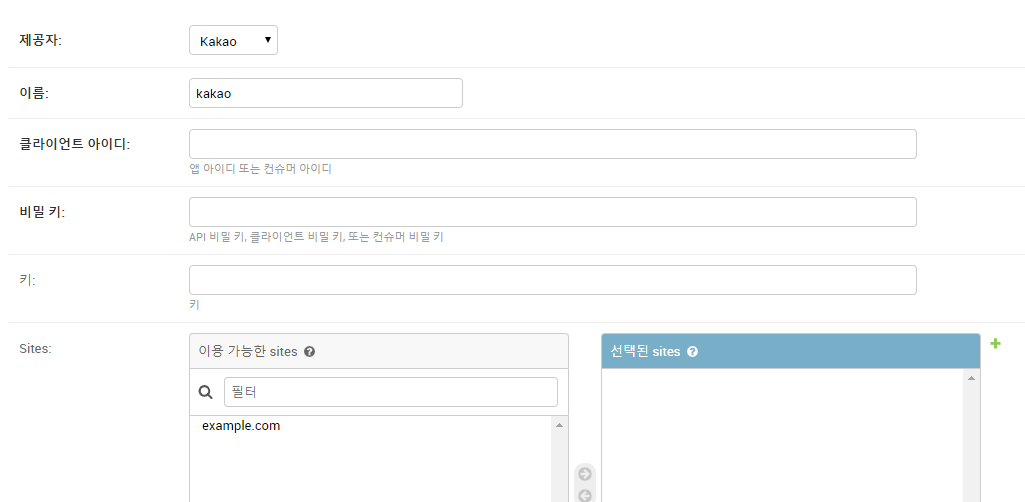 제공자: Kakao
이름: kakao
클라이언트 아이디:
앱 아이디 또는 컨슈머 아이디
비밀 키:
API 비밀 키, 클라이언트 비밀 키, 또는 컨슈머 비밀 키
키:
키
Sites: 이용 가능한 sites 선택된 sites
필터
example.com